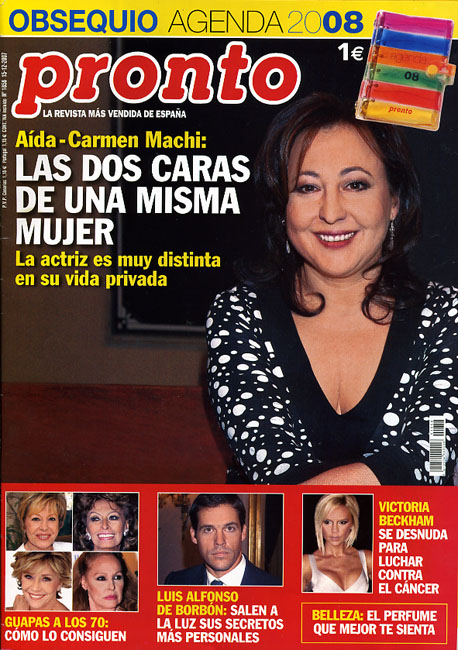 OBSEQUIO AGENDA 2008
1€
agenda
08
pronto
pronto
LA REVISTA MÁS VENDIDA DE ESPAÑA
Aída-Carmen Machi:
LAS DOS CARAS
DE UNA MISMA
MUJER
La actriz es muy distinta
en su vida privada
GUAPAS A LOS 70:
CÓMO LO CONSIGUEN
LUIS ALFONSO
DE BORBÓN: SALEN A
LA LUZ SUS SECRETOS
MÁS PERSONALES
VICTORIA
BECKHAM
SE DESNUDA
PARA
LUCHAR
CONTRA
EL CÁNCER
BELLEZA: EL PERFUME
QUE MEJOR TE SIENTA